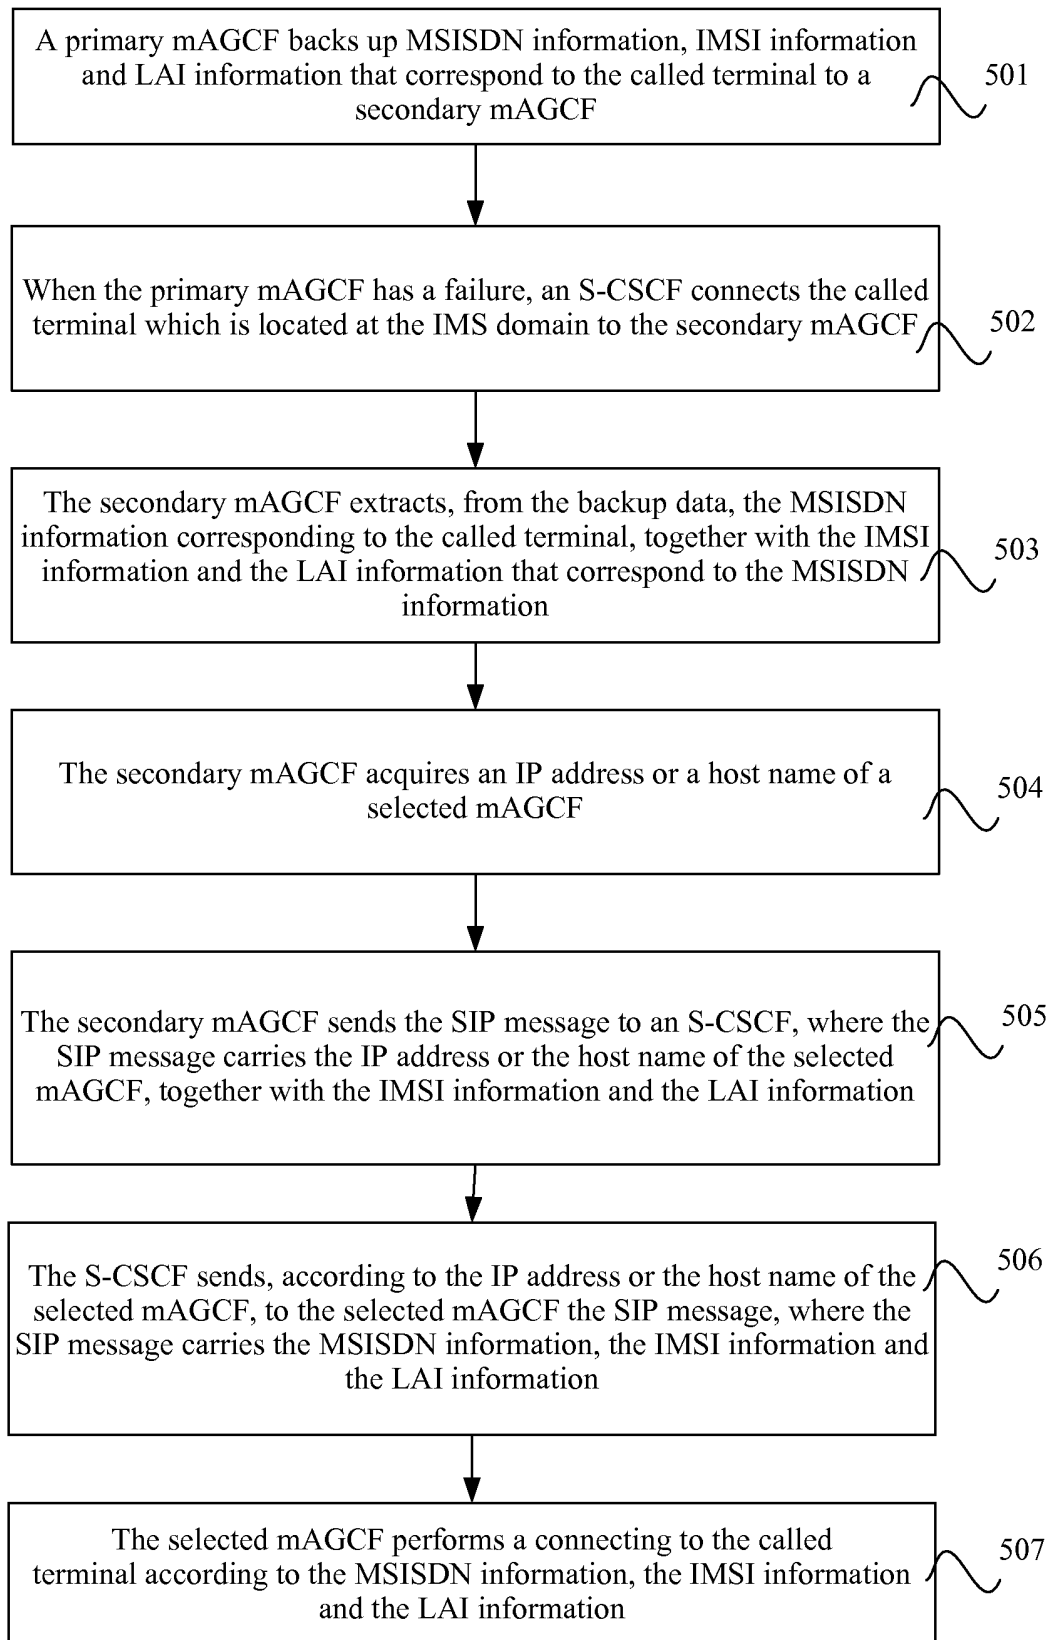 A primary mAGCF backs up MSISDN information, IMSI information
and LAI information that correspond to the called terminal to a
secondary mAGCF
501
When the primary mAGCF has a failure, an S-CSCF connects the called
terminal which is located at the IMS domain to the secondary mAGCF
502
The secondary mAGCF extracts, from the backup data, the MSISDN
information corresponding to the called terminal, together with the IMSI
information and the LAI information that correspond to the MSISDN
information
503
The secondary mAGCF acquires an IP address or a host name of a
selected mAGCF
504
The secondary mAGCF sends the SIP message to an S-CSCF, where the
SIP message carries the IP address or the host name of the selected
mAGCF, together with the IMSI information and the LAI information
505
The S-CSCF sends, according to the IP address or the host name of the
selected mAGCF, to the selected mAGCF the SIP message, where the
SIP message carries the MSISDN information, the IMSI information and
the LAI information
506
The selected mAGCF performs a connecting to the called
terminal according to the MSISDN information, the IMSI information
and the LAI information
507